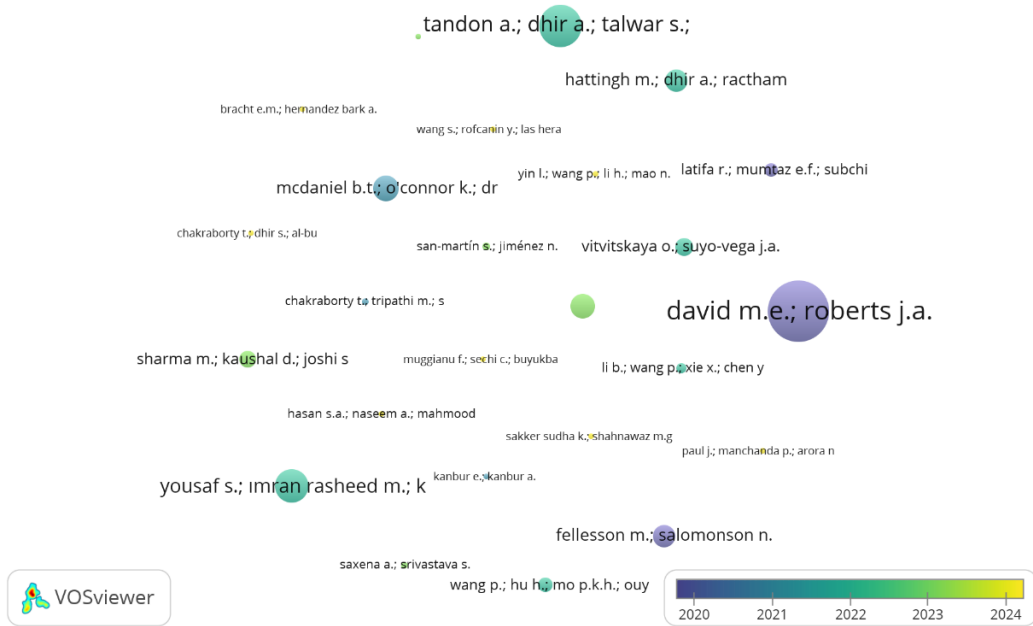 tandon a.; dhir a.; talwar s.;
hattingh m.; dhir a.; ractham
bracht e.m.; hernandez bark a.
wang s.; rofcanin y.; las hera
latifa r.; mumtaz e.f.; subchi
yin l.; wang p.; li h.; mao n.
mcdaniel b.t.; o'connor k.; dr
chakraborty t.; dhir s.; al-bu
san-martín s.; jiménez n.
vitvitskaya o.; suyo-vega j.a.
chakraborty t.; tripathi m.; s
david m.e.; roberts j.a.
sharma m.; kaushal d.; joshi s
muggianu f.; sechi c.; buyukba
li b.; wang p.; xie x.; chen y
hasan s.a.; naseem a.; mahmood
sakker sudha k.; shahnawaz m.g
paul j.; manchanda p.; arora n
kanbur e.; kanbur a.
yousaf s.; ımran rasheed m.; k
fellesson m.; salomonson n.
saxena a.; srivastava s.
wang p.; hu h.; mo p.k.h.; ouy
VOSviewer
2020 2021 2022 2023 2024